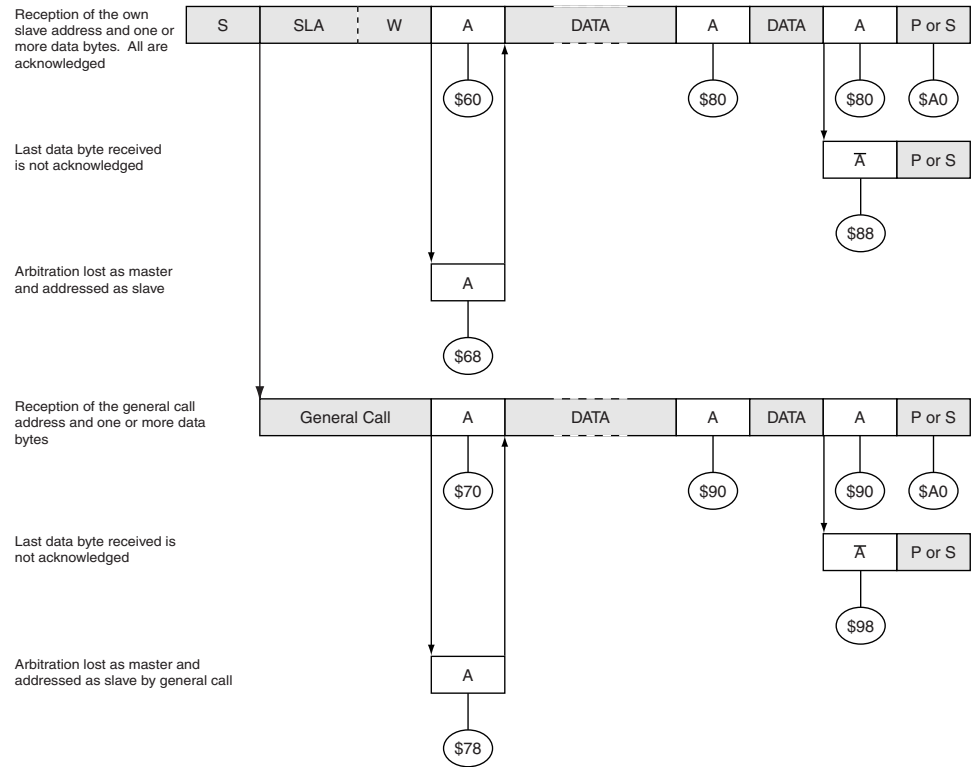 Reception of the own
slave address and one or
more data bytes. All are
acknowledged
S SLA W A DATA A DATA A P or S
$60 $80 $80 $A0
Last data byte received
is not acknowledged
A̅ P or S
$88
Arbitration lost as master
and addressed as slave
A
$68
Reception of the general call
address and one or more data
bytes
General Call A DATA A DATA A P or S
$70 $90 $90 $A0
Last data byte received is
not acknowledged
A̅ P or S
$98
Arbitration lost as master and
addressed as slave by general call
A
$78